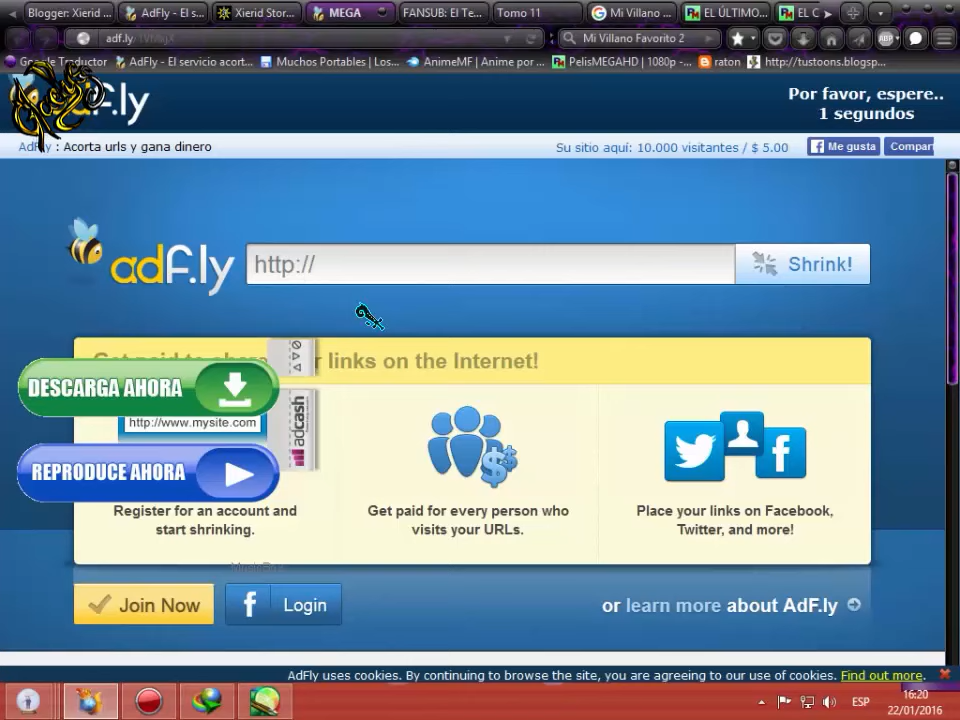 Blogger: Xierid ...
AdFly - El s...
Xierid Stor...
MEGA
FANSUB: El Te...
Tomo 11
Mi Villano ...
EL ÚLTIMO...
EL C
adf.ly
Mi Villano Favorito 2
ABP
Google Traductor
AdFly - El servicio acort...
Muchos Portables | Los...
AnimeMF | Anime por ...
PelisMEGAHD | 1080p -...
raton
http://tustoons.blogsp...
adf.ly
Por favor, espere..
1 segundos
AdFly : Acorta urls y gana dinero
Su sitio aquí: 10.000 visitantes / $ 5.00
Me gusta
Compart
adf.ly
http://
Shrink!
links on the Internet!
DESCARGA AHORA
http://www.mysite.com
adcash
REPRODUCE AHORA
Register for an account and
start shrinking.
Get paid for every person who
visits your URLs.
Place your links on Facebook,
Twitter, and more!
Join Now
Login
or learn more about AdF.ly
AdFly uses cookies. By continuing to browse the site, you are agreeing to our use of cookies. Find out more.
ESP
16:20
22/01/2016